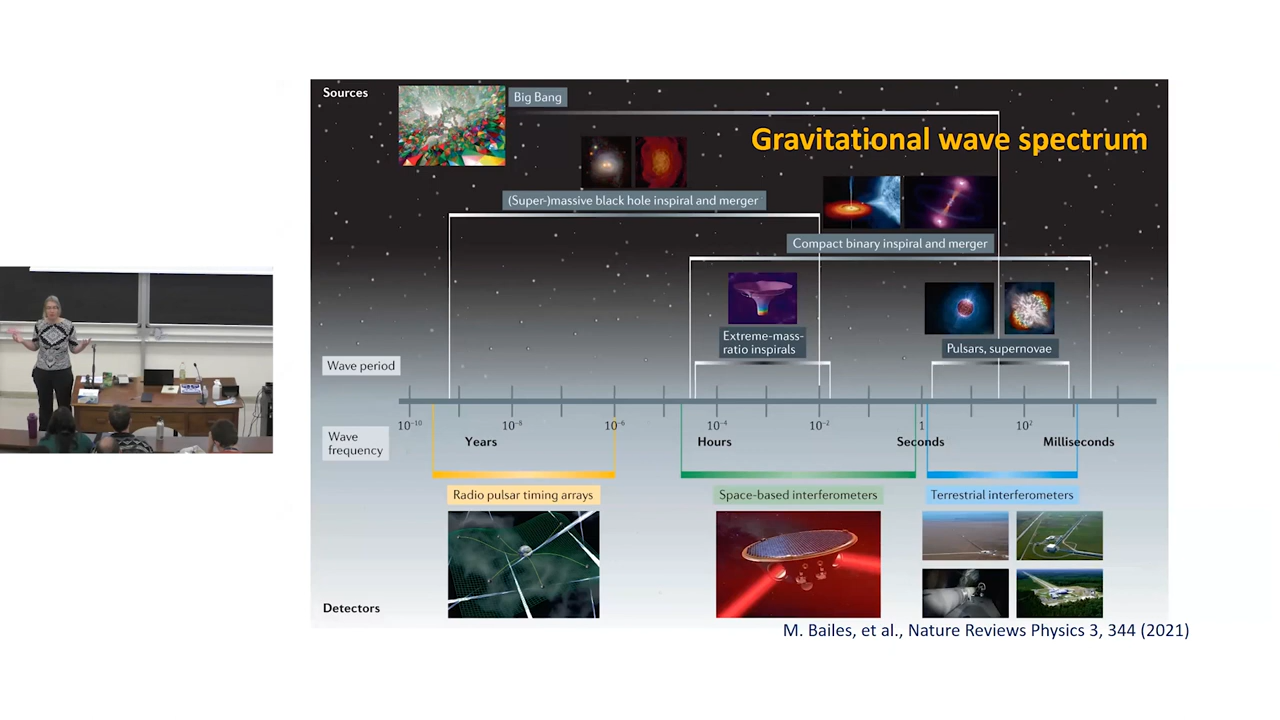 Sources
Big Bang
Gravitational wave spectrum
(Super-)massive black hole inspiral and merger
Compact binary inspiral and merger
Extreme-mass-
ratio inspirals
Pulsars, supernovae
Wave period
10⁻¹⁰ 10⁻⁸ 10⁻⁶ 10⁻⁴ 10⁻² 1 10²
Wave
frequency
Years Hours Seconds Milliseconds
Radio pulsar timing arrays
Space-based interferometers
Terrestrial interferometers
Detectors
M. Bailes, et al., Nature Reviews Physics 3, 344 (2021)